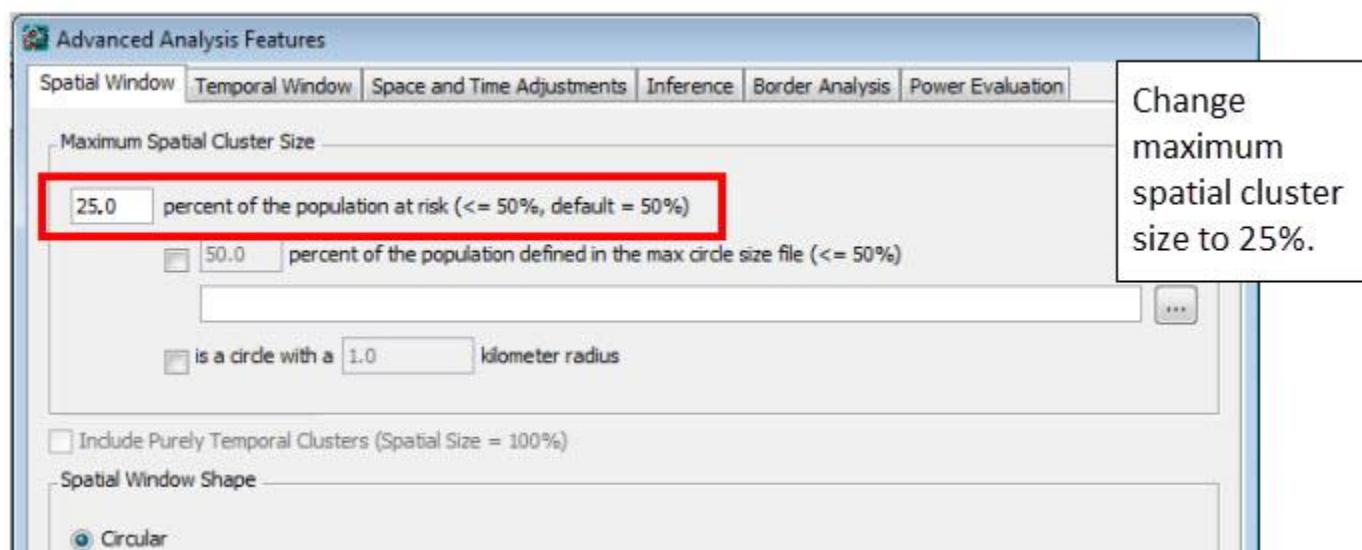 Advanced Analysis Features
Spatial Window Temporal Window Space and Time Adjustments Inference Border Analysis Power Evaluation
Maximum Spatial Cluster Size
25.0 percent of the population at risk (<= 50%, default = 50%)
50.0 percent of the population defined in the max circle size file (<= 50%)
...
is a circle with a 1.0 kilometer radius
Include Purely Temporal Clusters (Spatial Size = 100%)
Spatial Window Shape
Circular
Change
maximum
spatial cluster
size to 25%.